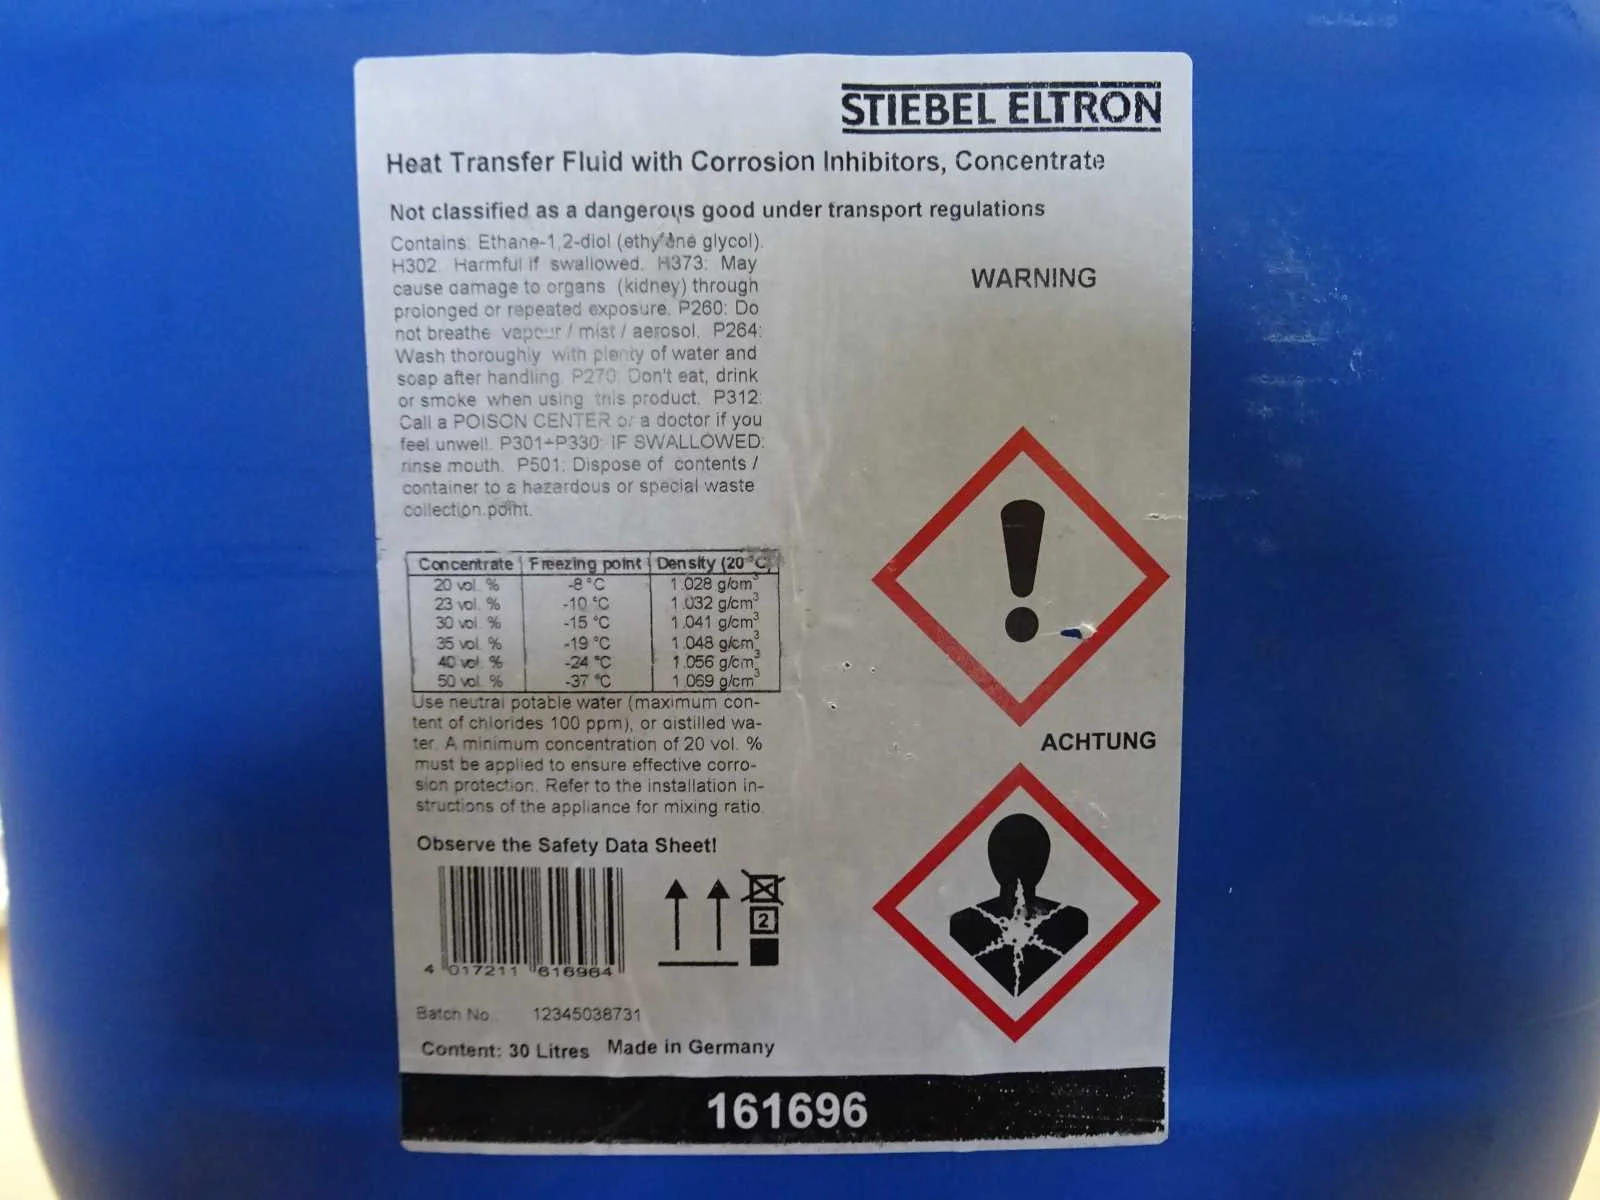 STIEBEL ELTRON
Heat Transfer Fluid with Corrosion Inhibitors, Concentrate
Not classified as a dangerous good under transport regulations
Contains: Ethane-1,2-diol (ethylene glycol).
H302: Harmful if swallowed. H373: May
cause damage to organs (kidney) through
prolonged or repeated exposure. P260: Do
not breathe vapour / mist / aerosol. P264:
Wash thoroughly with plenty of water and
soap after handling. P270: Don't eat, drink
or smoke when using this product. P312:
Call a POISON CENTER or a doctor if you
feel unwell. P301+P330: IF SWALLOWED:
rinse mouth. P501: Dispose of contents /
container to a hazardous or special waste
collection point.
WARNING
Concentrate Freezing point Density (20 °C)
20 vol. % -8 °C 1.028 g/cm³
23 vol. % -10 °C 1.032 g/cm³
30 vol. % -15 °C 1.041 g/cm³
35 vol. % -19 °C 1.048 g/cm³
40 vol. % -24 °C 1.056 g/cm³
50 vol. % -37 °C 1.069 g/cm³
Use neutral potable water (maximum con-
tent of chlorides 100 ppm), or distilled wa-
ter. A minimum concentration of 20 vol. %
must be applied to ensure effective corro-
sion protection. Refer to the installation in-
structions of the appliance for mixing ratio.
ACHTUNG
Observe the Safety Data Sheet!
2
4 017211 616964
Batch No. 12345038731
Content: 30 Litres Made in Germany
161696